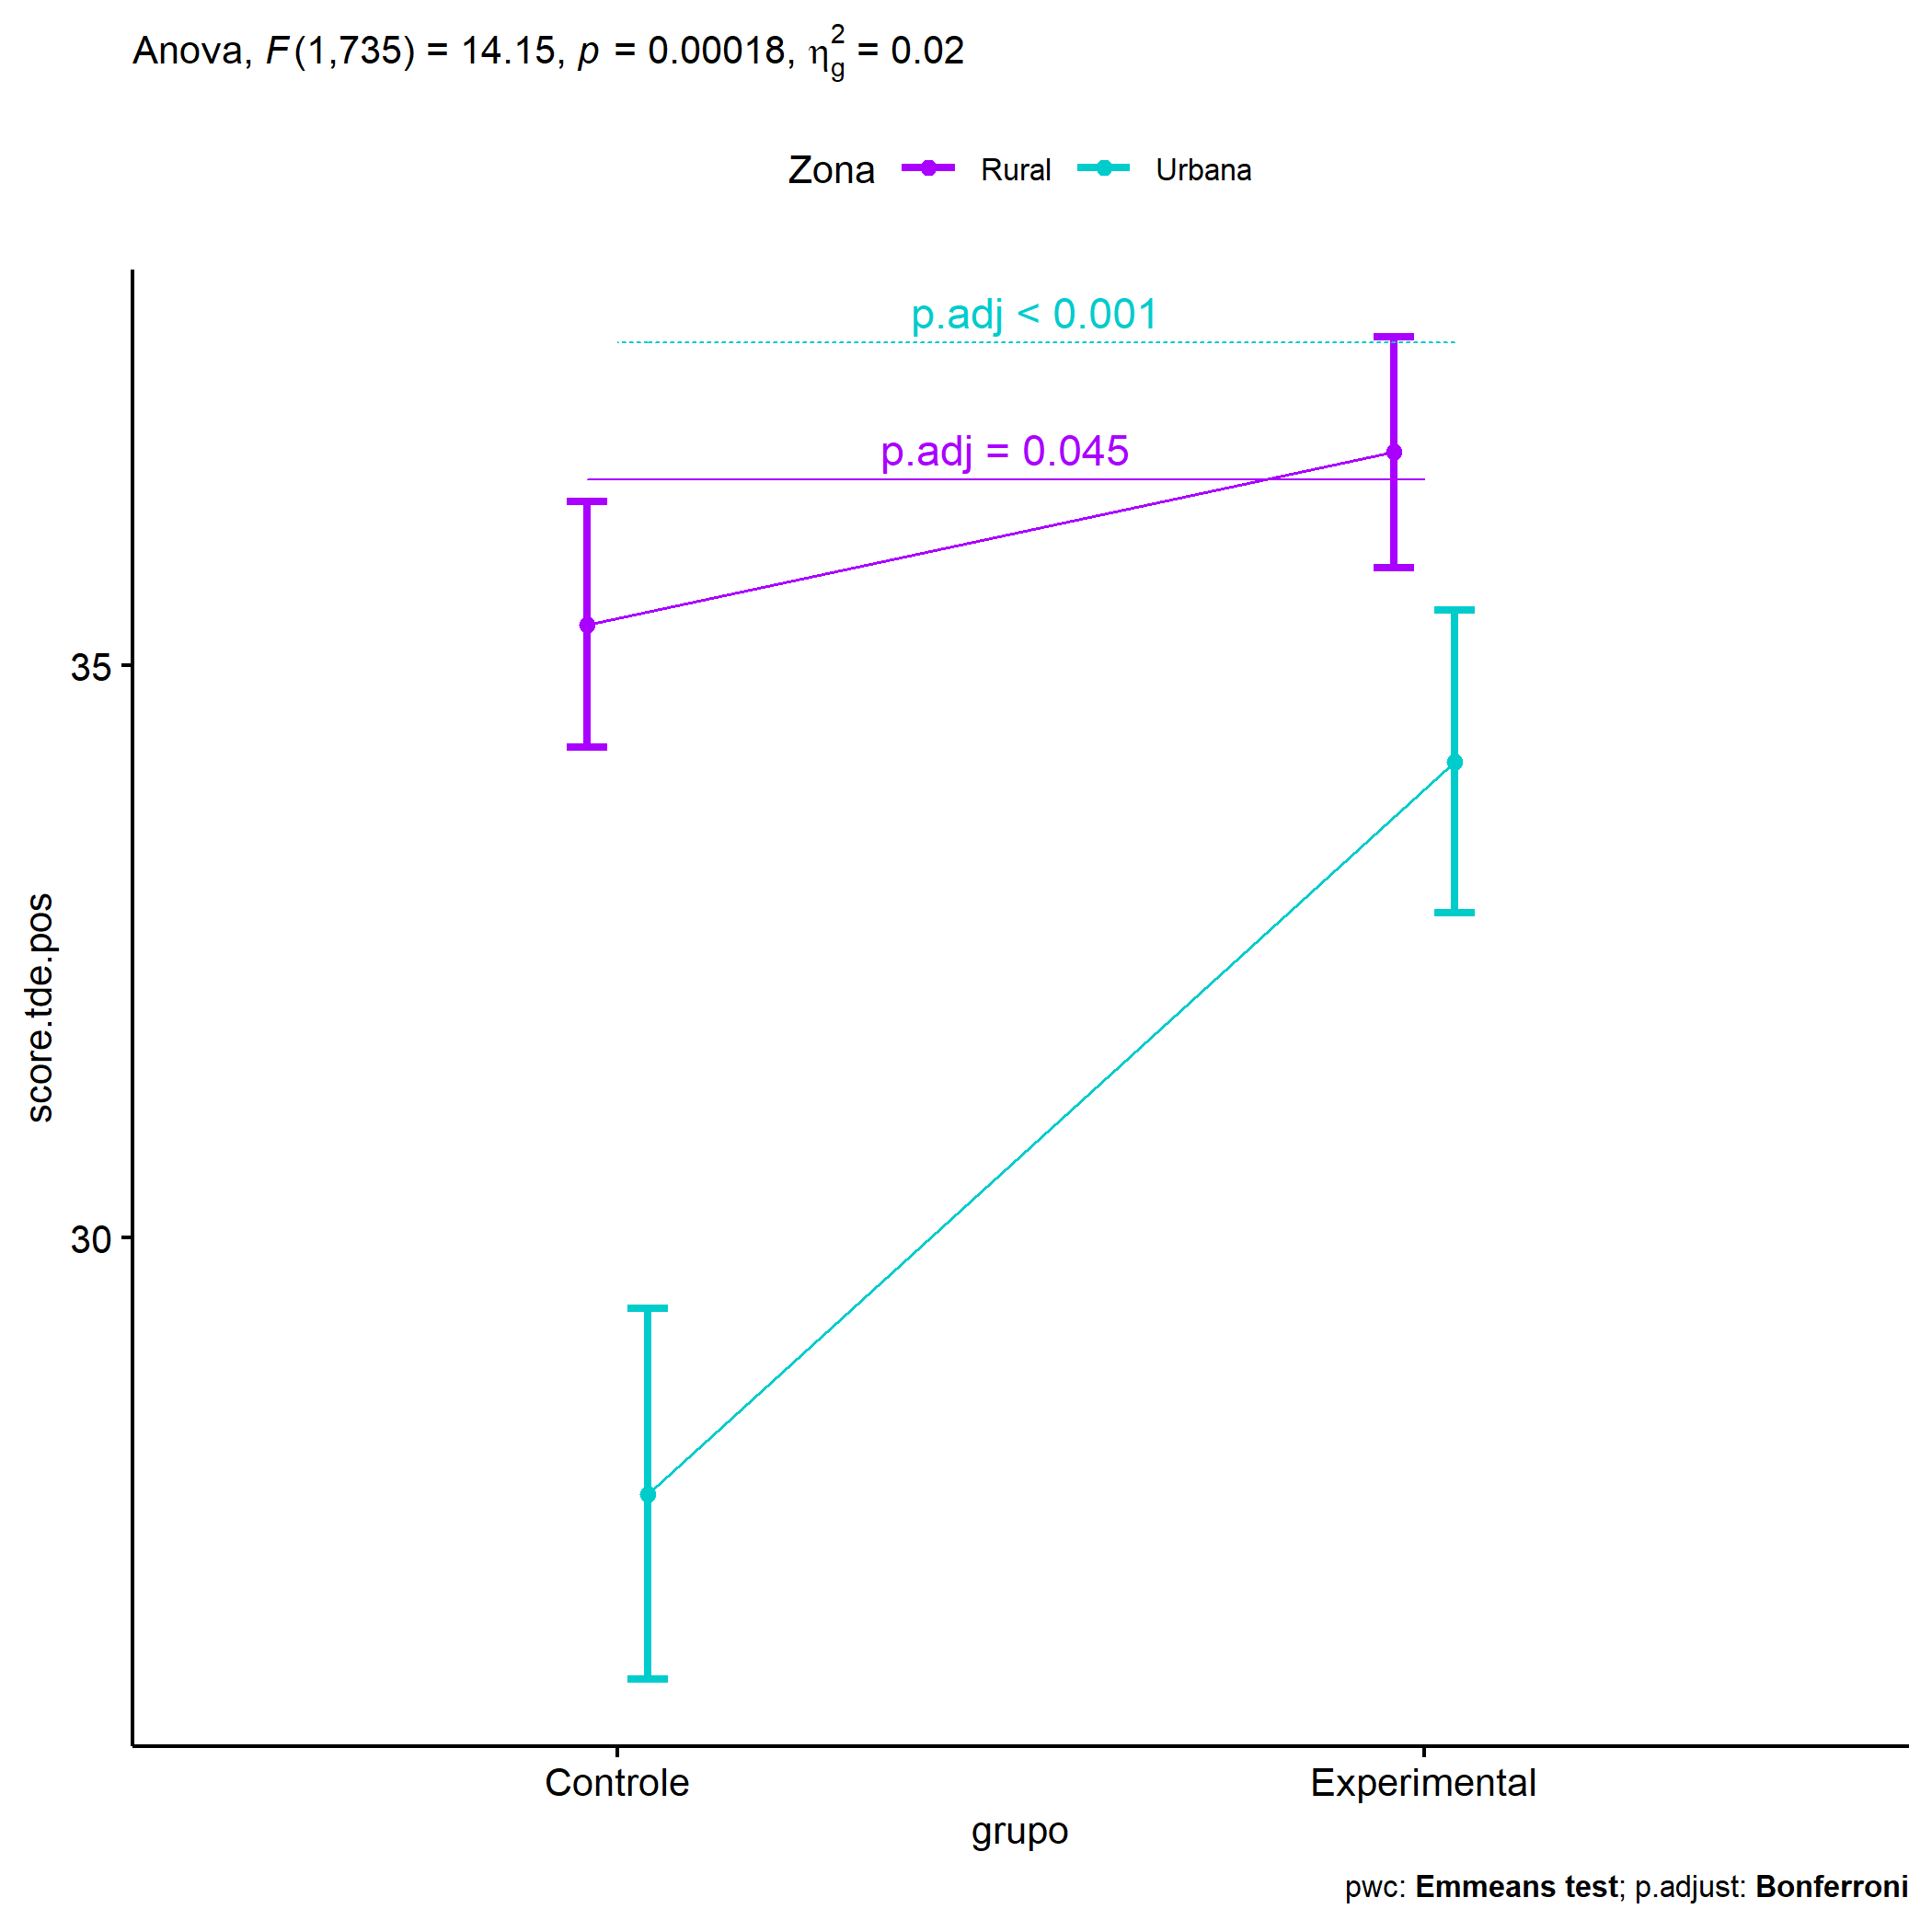 Anova, F(1,735) = 14.15, p = 0.00018, η²g = 0.02
Zona Rural Urbana
p.adj < 0.001
p.adj = 0.045
35
30
score.tde.pos
Controle Experimental
grupo
pwc: Emmeans test; p.adjust: Bonferroni